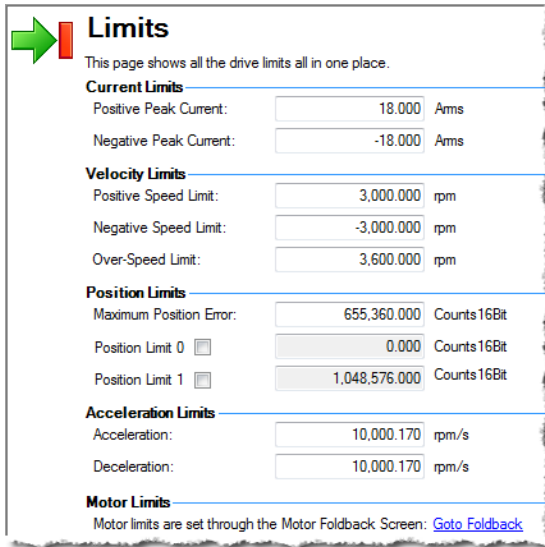 Limits
This page shows all the drive limits all in one place.
Current Limits
Positive Peak Current: 18.000 Arms
Negative Peak Current: -18.000 Arms
Velocity Limits
Positive Speed Limit: 3,000.000 rpm
Negative Speed Limit: -3,000.000 rpm
Over-Speed Limit: 3,600.000 rpm
Position Limits
Maximum Position Error: 655,360.000 Counts16Bit
Position Limit 0 0.000 Counts16Bit
Position Limit 1 1,048,576.000 Counts16Bit
Acceleration Limits
Acceleration: 10,000.170 rpm/s
Deceleration: 10,000.170 rpm/s
Motor Limits
Motor limits are set through the Motor Foldback Screen: Goto Foldback